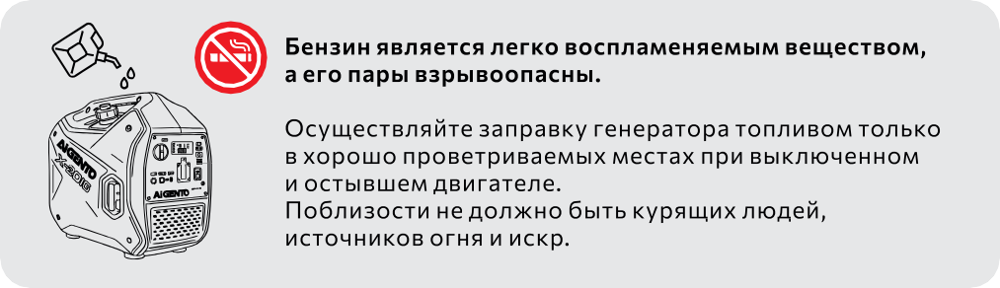 Бензин является легко воспламеняемым веществом,
а его пары взрывоопасны.
Осуществляйте заправку генератора топливом только
в хорошо проветриваемых местах при выключенном
и остывшем двигателе.
Поблизости не должно быть курящих людей,
источников огня и искр.
AIGENTO
X-201G
AIGENTO